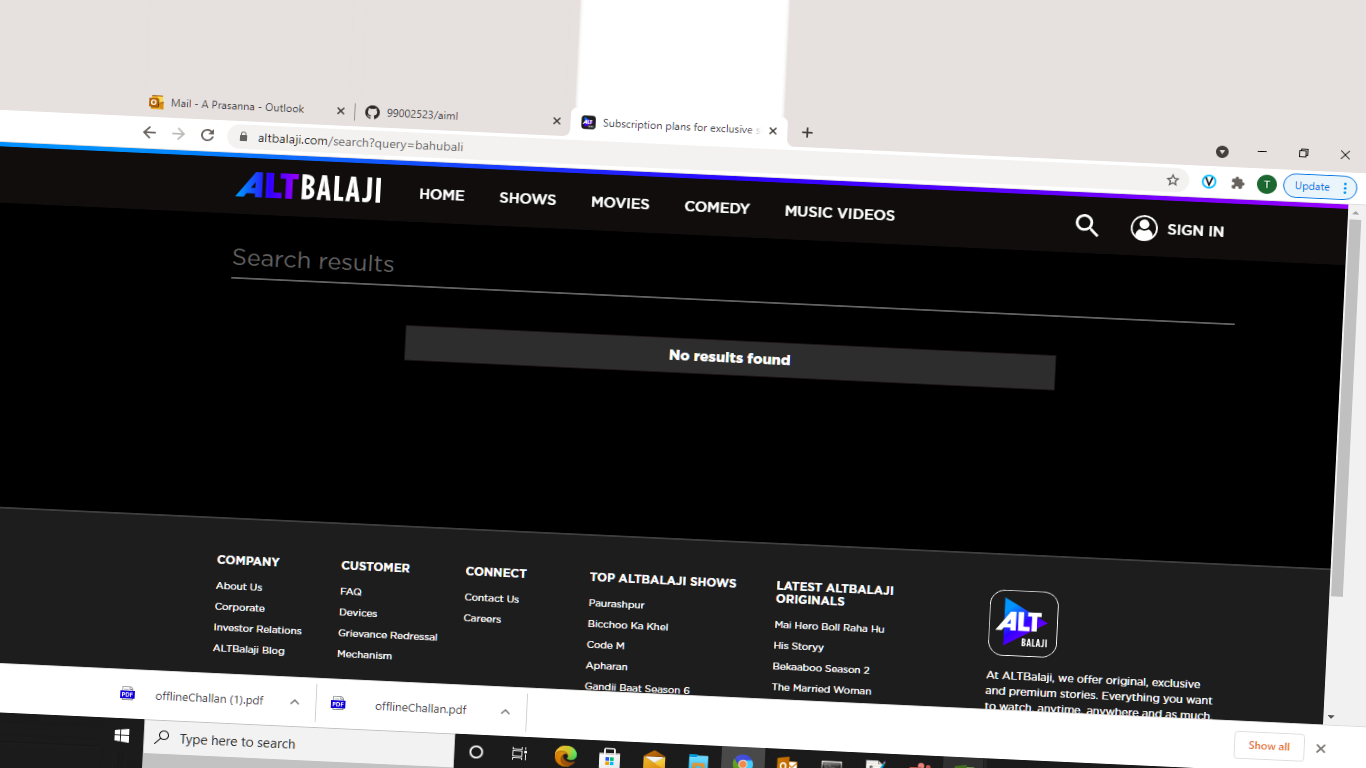 Mail - A Prasanna - Outlook
99002523/aiml
Subscription plans for exclusive s
altbalaji.com/search?query=bahubali
Update
ALTBALAJI
HOME
SHOWS
MOVIES
COMEDY
MUSIC VIDEOS
SIGN IN
Search results
No results found
COMPANY
About Us
Corporate
Investor Relations
ALTBalaji Blog
CUSTOMER
FAQ
Devices
Grievance Redressal
Mechanism
CONNECT
Contact Us
Careers
TOP ALTBALAJI SHOWS
Paurashpur
Bicchoo Ka Khel
Code M
Apharan
Gandii Baat Season 6
LATEST ALTBALAJI
ORIGINALS
Mai Hero Boll Raha Hu
His Storyy
Bekaaboo Season 2
The Married Woman
ALT
BALAJI
At ALTBalaji, we offer original, exclusive
and premium stories. Everything you want
to watch, anytime, anywhere and as much
PDF
offlineChallan (1).pdf
PDF
offlineChallan.pdf
Show all
Type here to search